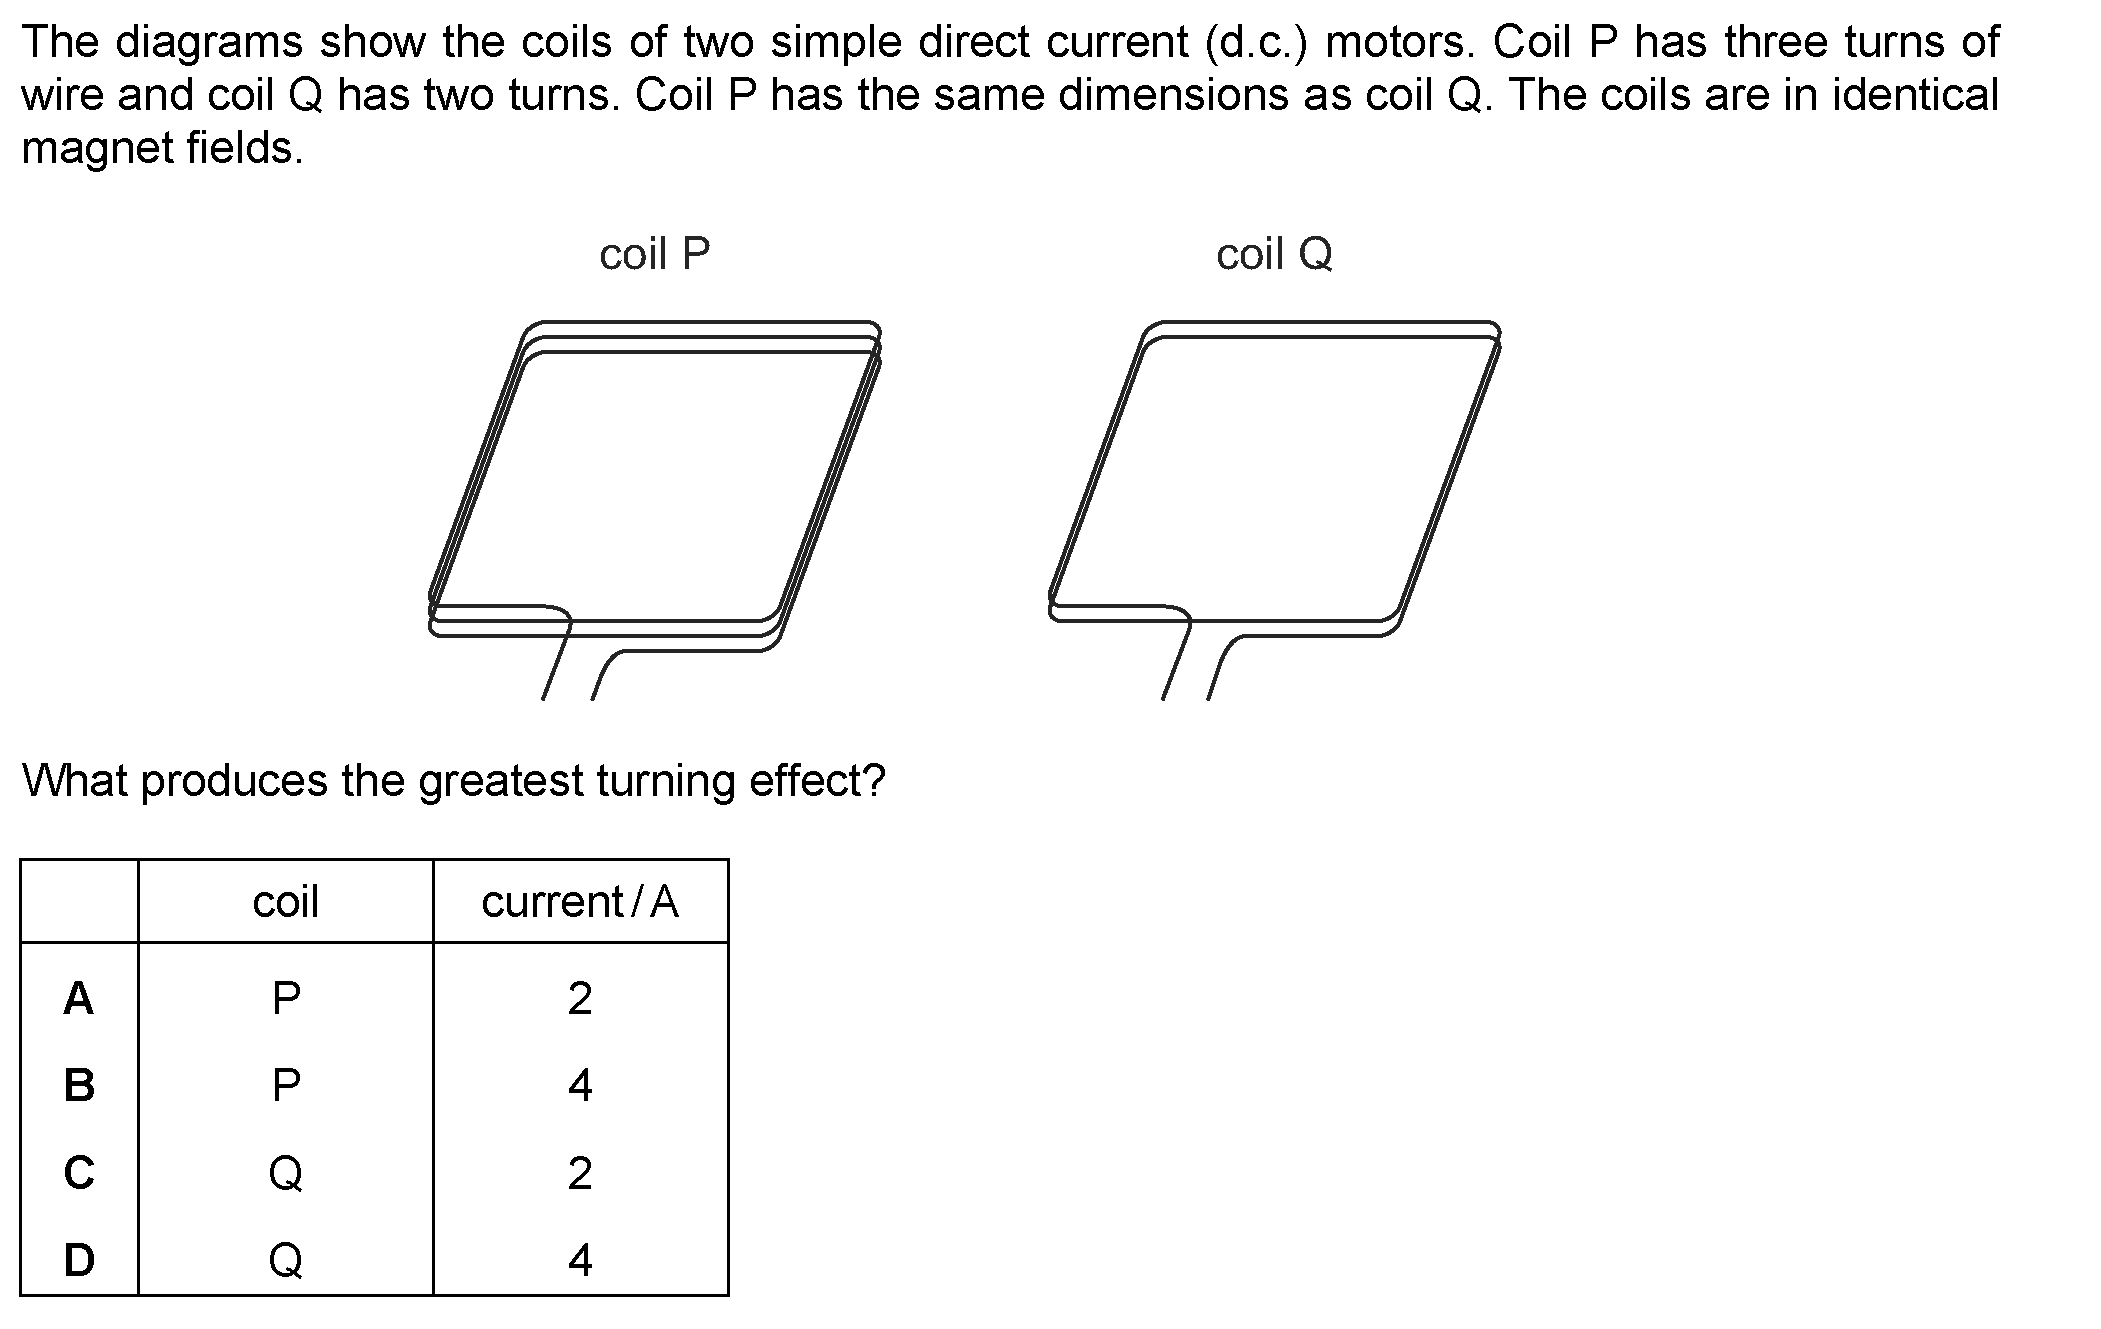 The diagrams show the coils of two simple direct current (d.c.) motors. Coil P has three turns of
wire and coil Q has two turns. Coil P has the same dimensions as coil Q. The coils are in identical
magnet fields.
coil P coil Q
What produces the greatest turning effect?
coil current / A
A P 2
B P 4
C Q 2
D Q 4